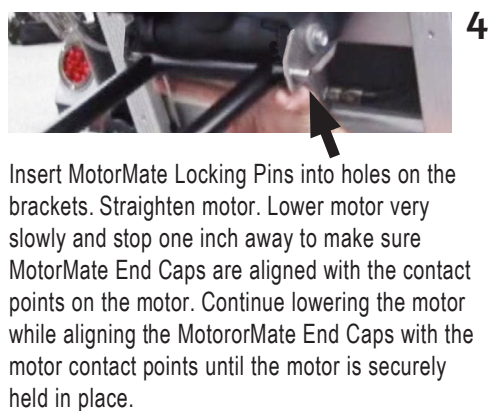 4
Insert MotorMate Locking Pins into holes on the
brackets. Straighten motor. Lower motor very
slowly and stop one inch away to make sure
MotorMate End Caps are aligned with the contact
points on the motor. Continue lowering the motor
while aligning the MotororMate End Caps with the
motor contact points until the motor is securely
held in place.